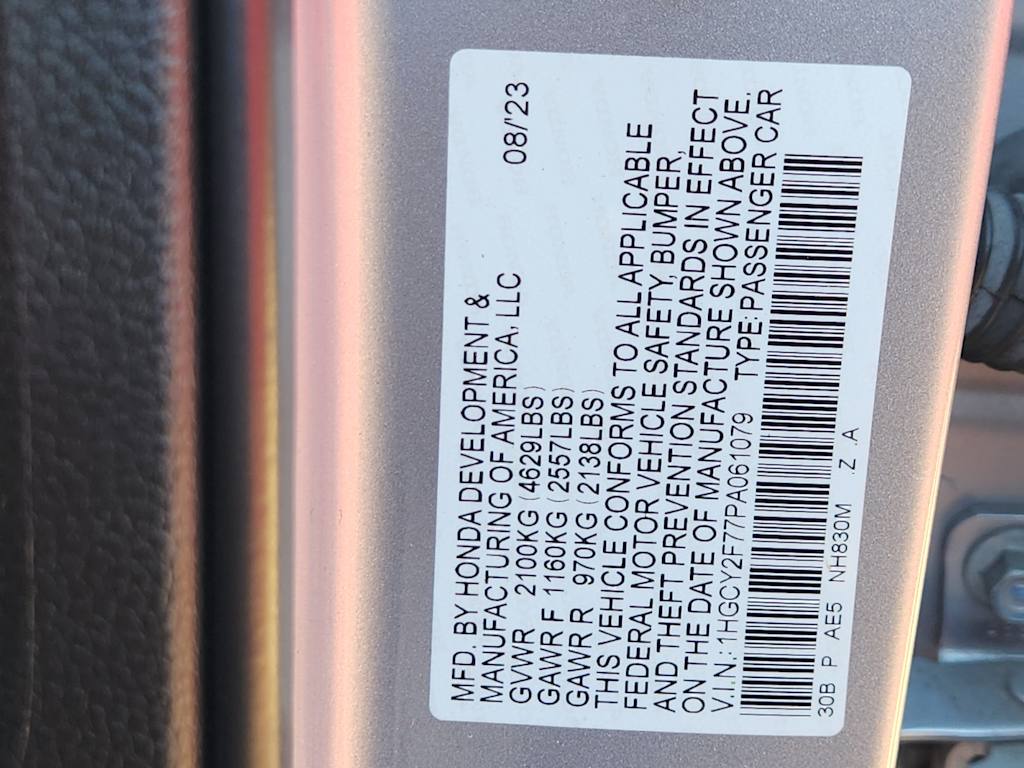 MFD. BY HONDA DEVELOPMENT &
MANUFACTURING OF AMERICA, LLC 08/'23
GVWR 2100KG (4629LBS)
GAWR F 1160KG (2557LBS)
GAWR R 970KG (2138LBS)
THIS VEHICLE CONFORMS TO ALL APPLICABLE
FEDERAL MOTOR VEHICLE SAFETY, BUMPER,
AND THEFT PREVENTION STANDARDS IN EFFECT
ON THE DATE OF MANUFACTURE SHOWN ABOVE.
V.I.N.: 1HGCY2F77PA061079 TYPE: PASSENGER CAR
30B P AE5 NH830M .Z .A